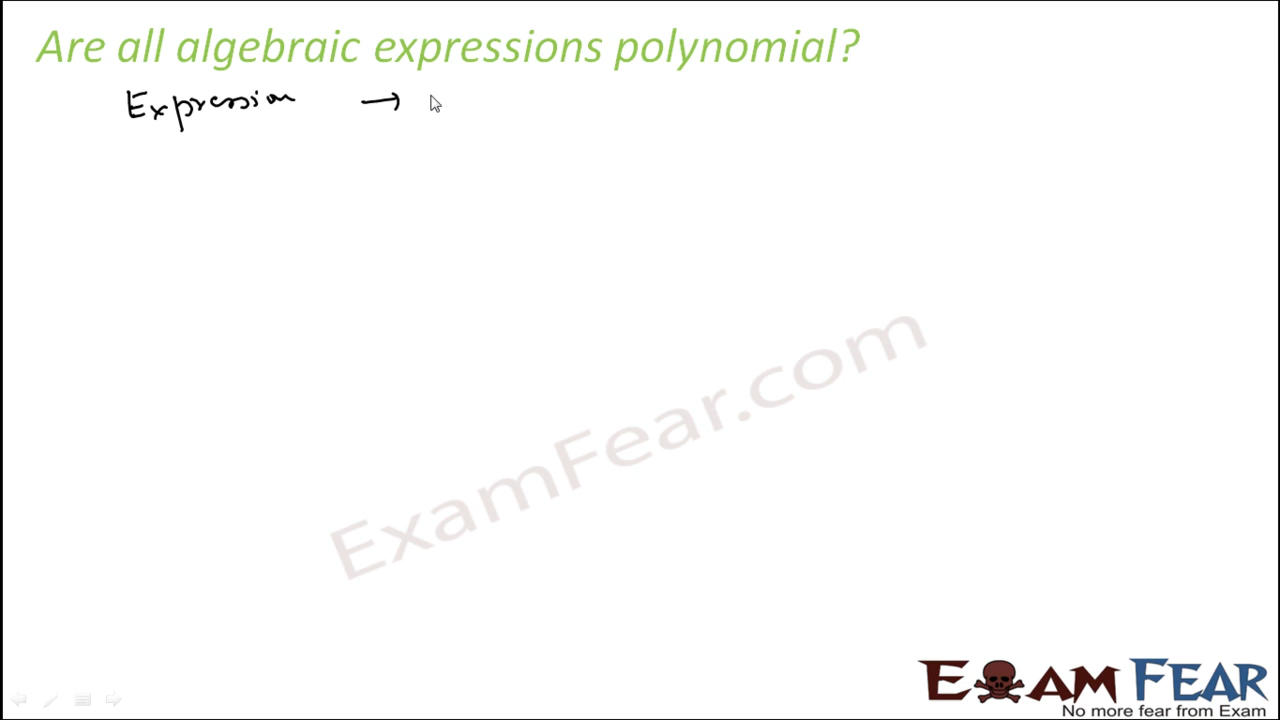 Are all algebraic expressions polynomial?
Expression →
ExamFear.com
EXAM FEAR
No more fear from Exam